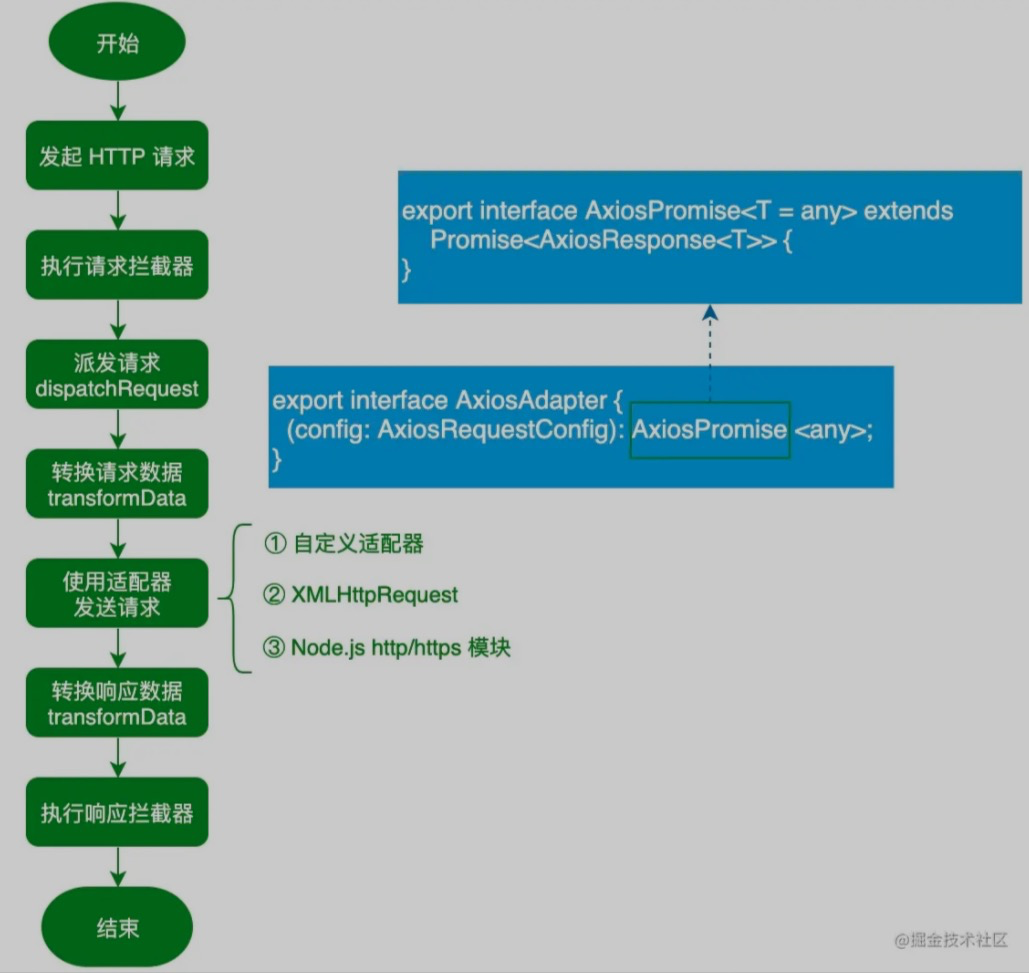 开始
发起 HTTP 请求
执行请求拦截器
派发请求
dispatchRequest
转换请求数据
transformData
使用适配器
发送请求
转换响应数据
transformData
执行响应拦截器
结束
export interface AxiosPromise<T = any> extends
Promise<AxiosResponse<T>> {
}
export interface AxiosAdapter {
(config: AxiosRequestConfig): AxiosPromise <any>;
}
① 自定义适配器
② XMLHttpRequest
③ Node.js http/https 模块
@掘金技术社区